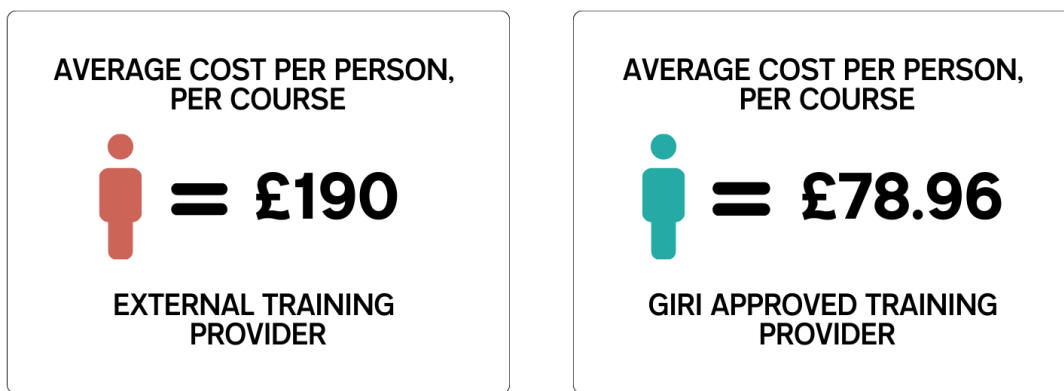 AVERAGE COST PER PERSON,
PER COURSE
= £190
EXTERNAL TRAINING
PROVIDER
AVERAGE COST PER PERSON,
PER COURSE
= £78.96
GIRI APPROVED TRAINING
PROVIDER